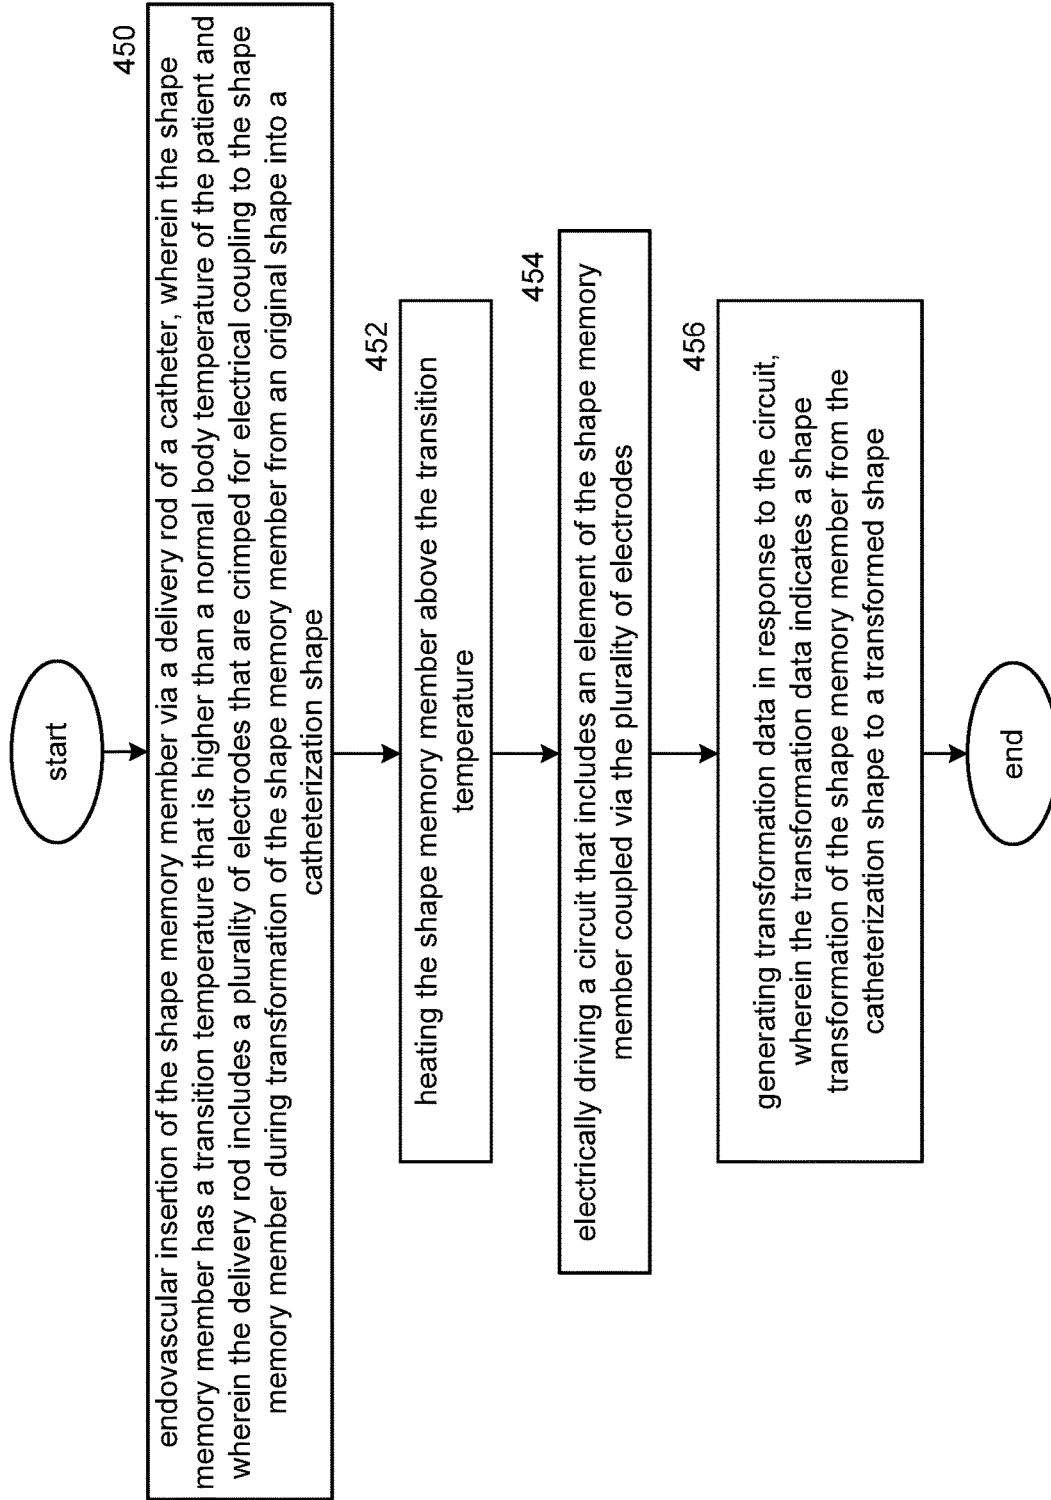 start
450
endovascular insertion of the shape memory member via a delivery rod of a catheter, wherein the shape
memory member has a transition temperature that is higher than a normal body temperature of the patient and
wherein the delivery rod includes a plurality of electrodes that are crimped for electrical coupling to the shape
memory member during transformation of the shape memory member from an original shape into a
catheterization shape
452
heating the shape memory member above the transition
temperature
454
electrically driving a circuit that includes an element of the shape memory
member coupled via the plurality of electrodes
456
generating transformation data in response to the circuit,
wherein the transformation data indicates a shape
transformation of the shape memory member from the
catheterization shape to a transformed shape
end